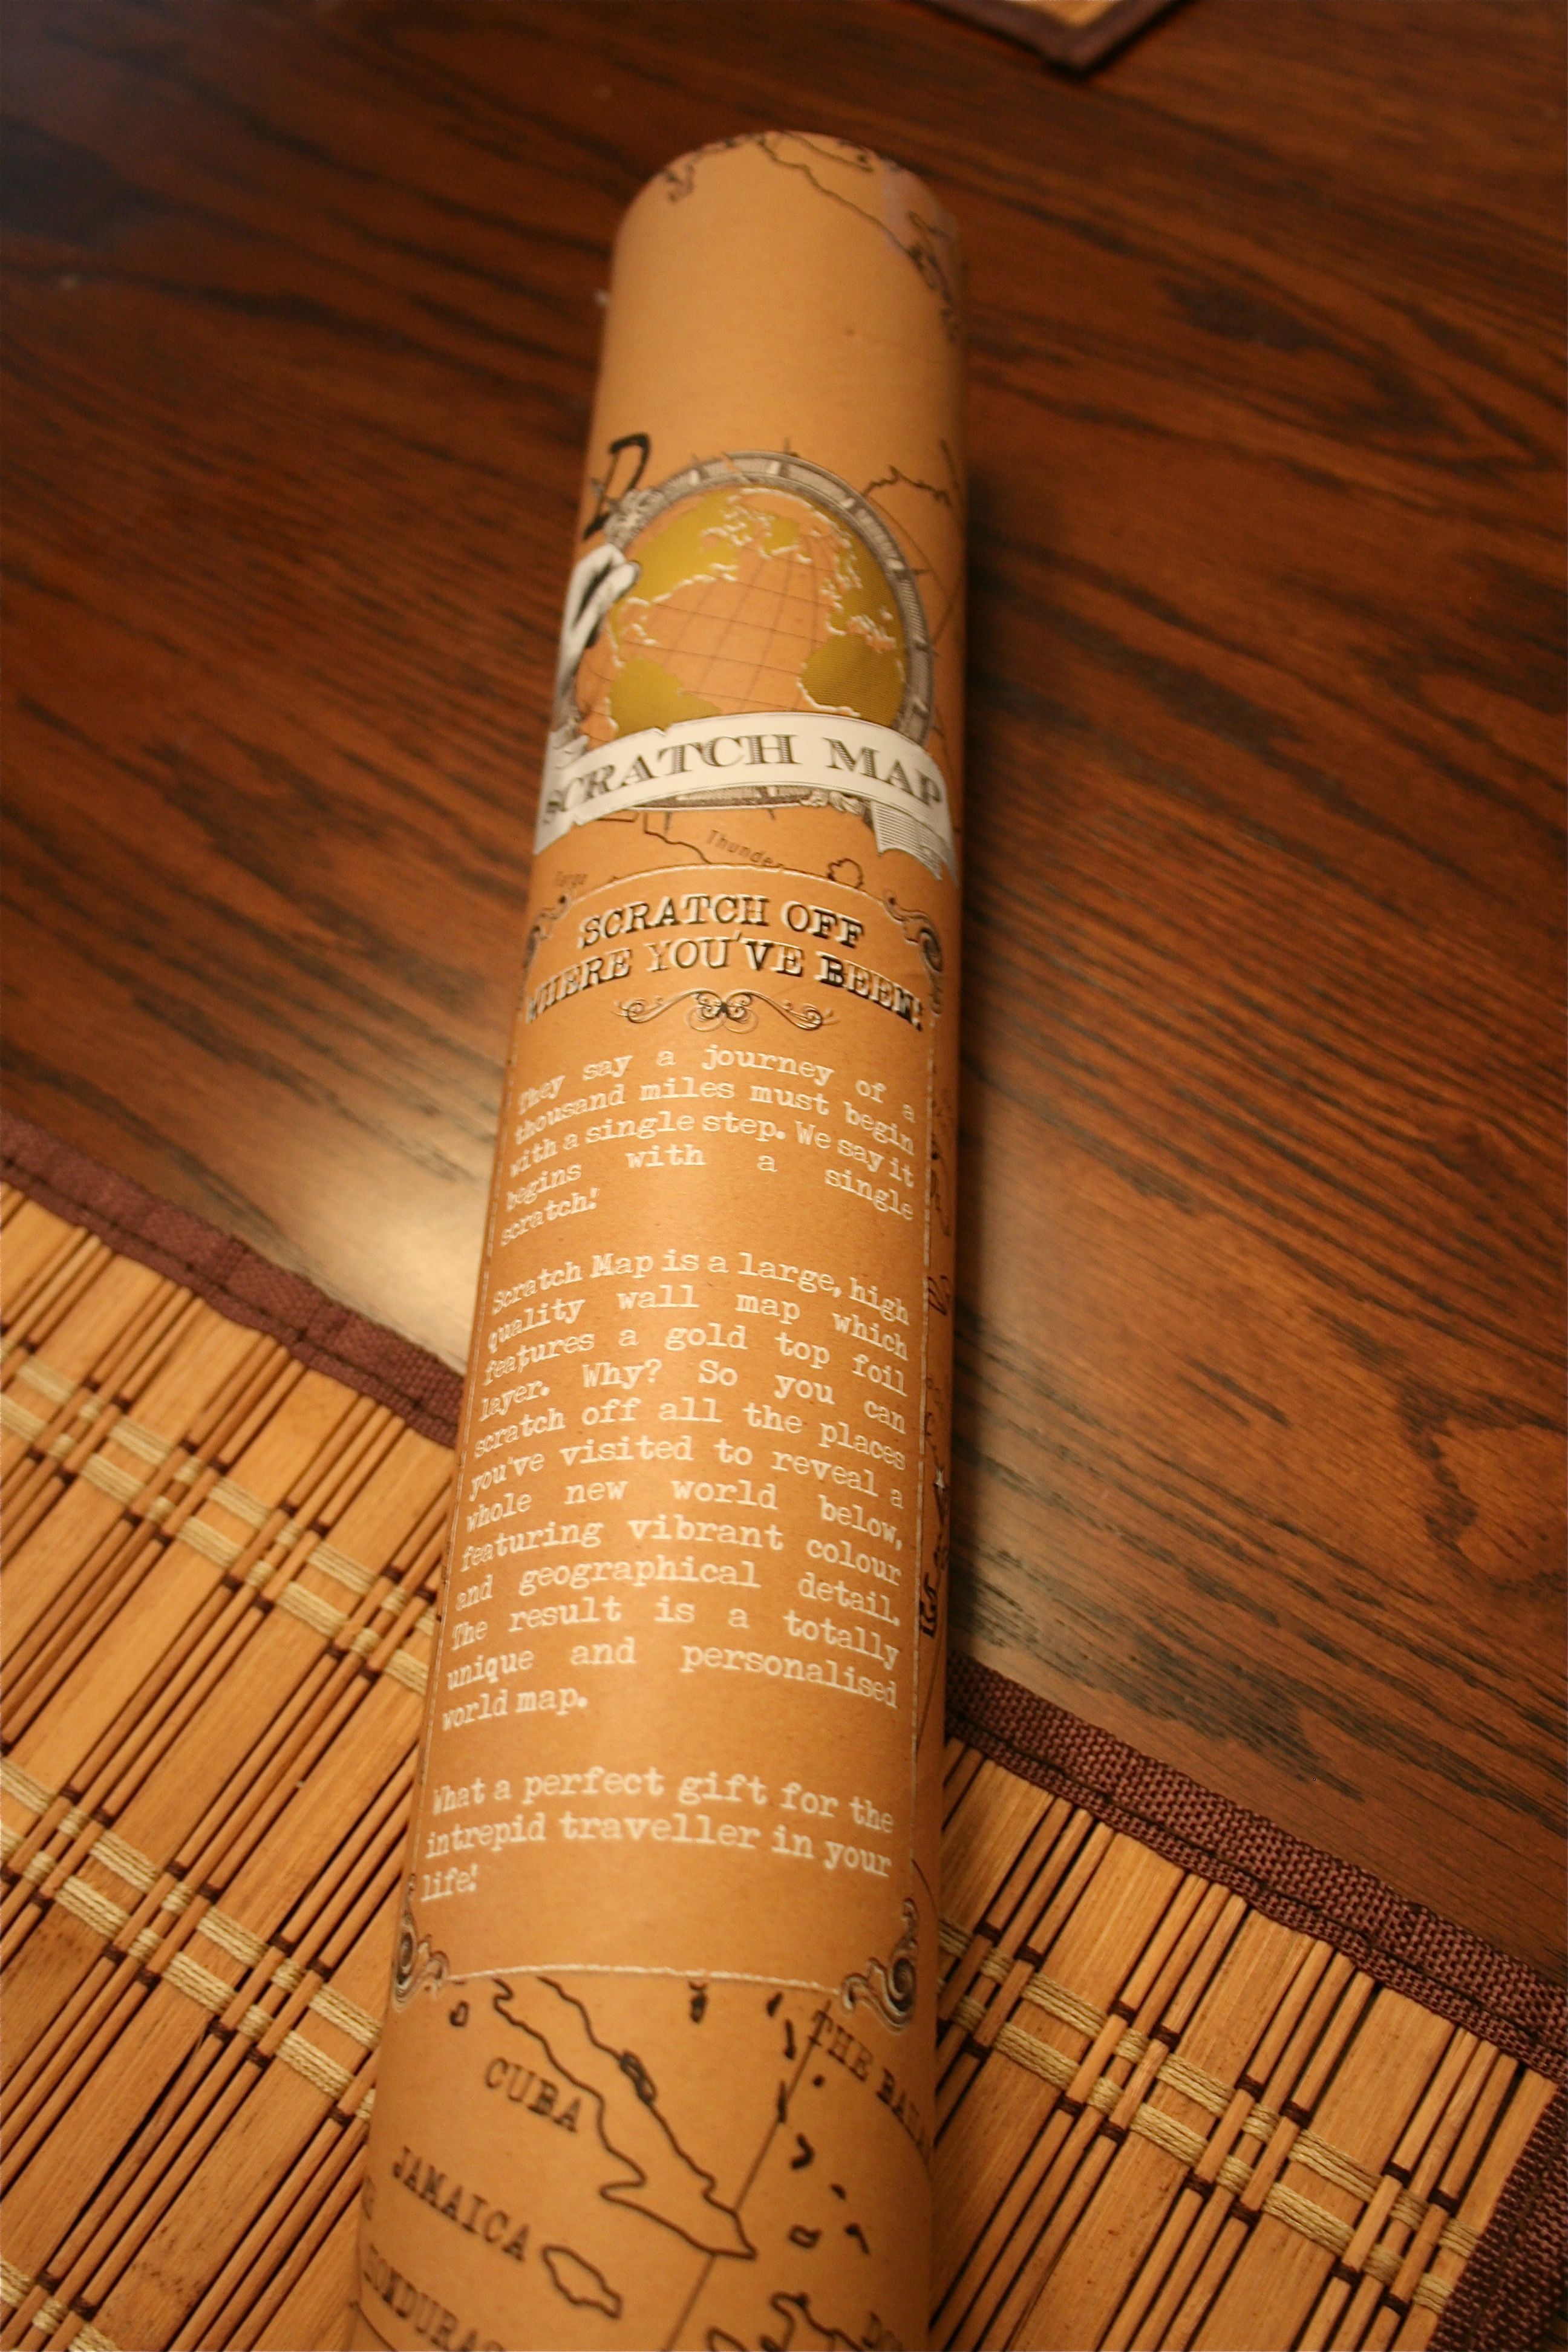 SCRATCH MAP
Thunde
SCRATCH OFF
WHERE YOU'VE BEEN!
They say a journey of a
thousand miles must begin
with a single step. We say it
begins with a single
scratch!
Scratch Map is a large, high
quality wall map which
features a gold top foil
layer. Why? So you can
scratch off all the places
you've visited to reveal a
whole new world below,
featuring vibrant colour
and geographical detail.
The result is a totally
unique and personalised
world map.
What a perfect gift for the
intrepid traveller in your
life!
THE BA
CUBA
JAMAICA
HONDURAS